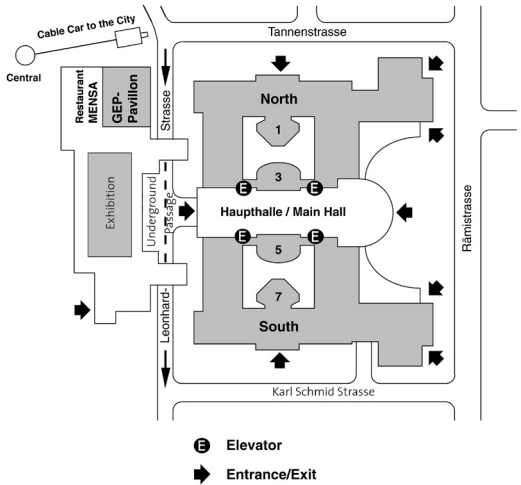 Cable Car to the City
Central
Tannenstrasse
Restaurant
MENSA
GEP-
Pavillon
Strasse
North
1
3
E
E
Exhibition
Underground
Passage
Haupthalle / Main Hall
Rämistrasse
E
E
5
7
South
Leonhard-
Karl Schmid Strasse
E Elevator
Entrance/Exit